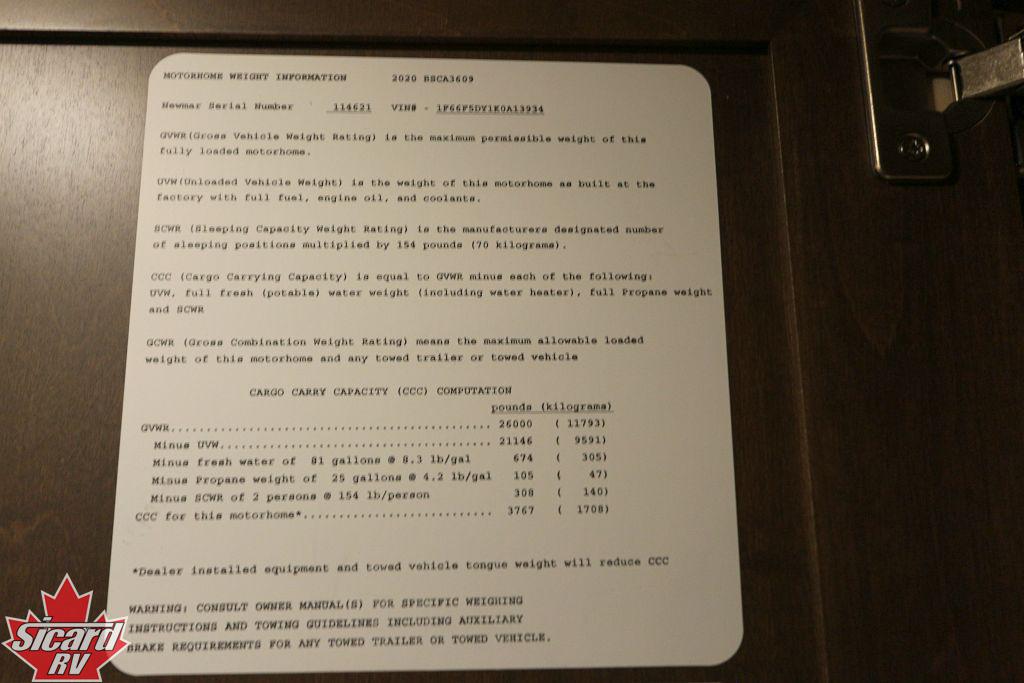 MOTORHOME WEIGHT INFORMATION 2020 BSCA3609
Newmar Serial Number 114621 VIN# - 1F66F5DY1K0A13934
GVWR(Gross Vehicle Weight Rating) is the maximum permissible weight of this
fully loaded motorhome.
UVW(Unloaded Vehicle Weight) is the weight of this motorhome as built at the
factory with full fuel, engine oil, and coolants.
SCWR (Sleeping Capacity Weight Rating) is the manufacturers designated number
of sleeping positions multiplied by 154 pounds (70 kilograms).
CCC (Cargo Carrying Capacity) is equal to GVWR minus each of the following:
UVW, full fresh (potable) water weight (including water heater), full Propane weight
and SCWR
GCWR (Gross Combination Weight Rating) means the maximum allowable loaded
weight of this motorhome and any towed trailer or towed vehicle
CARGO CARRY CAPACITY (CCC) COMPUTATION
pounds (kilograms)
GVWR................................................ 26000 ( 11793)
Minus UVW........................................ 21146 ( 9591)
Minus fresh water of 81 gallons @ 8.3 lb/gal 674 ( 305)
Minus Propane weight of 25 gallons @ 4.2 lb/gal 105 ( 47)
Minus SCWR of 2 persons @ 154 lb/person 308 ( 140)
CCC for this motorhome*............................ 3767 ( 1708)
*Dealer installed equipment and towed vehicle tongue weight will reduce CCC
WARNING: CONSULT OWNER MANUAL(S) FOR SPECIFIC WEIGHING
INSTRUCTIONS AND TOWING GUIDELINES INCLUDING AUXILIARY
BRAKE REQUIREMENTS FOR ANY TOWED TRAILER OR TOWED VEHICLE.
Sicard
RV